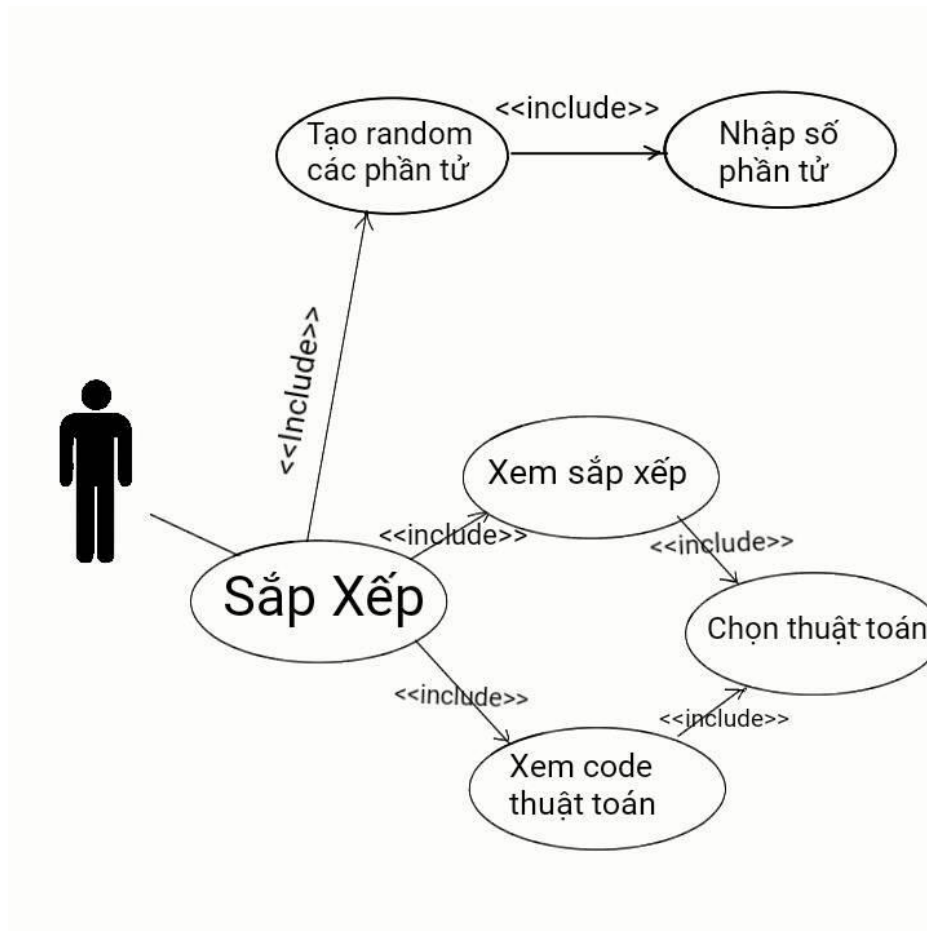 <<include>>
Tạo random
các phần tử
Nhập số
phần tử
<<Include>>
Xem sắp xếp
<<include>>
<<include>>
Sắp Xếp
Chọn thuật toán
<<include>>
<<include>>
Xem code
thuật toán